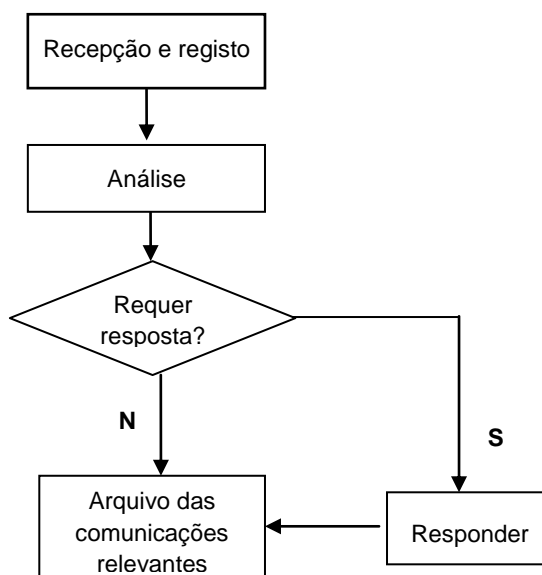 Recepção e registo
Análise
Requer
resposta?
N
S
Arquivo das
comunicações
relevantes
Responder